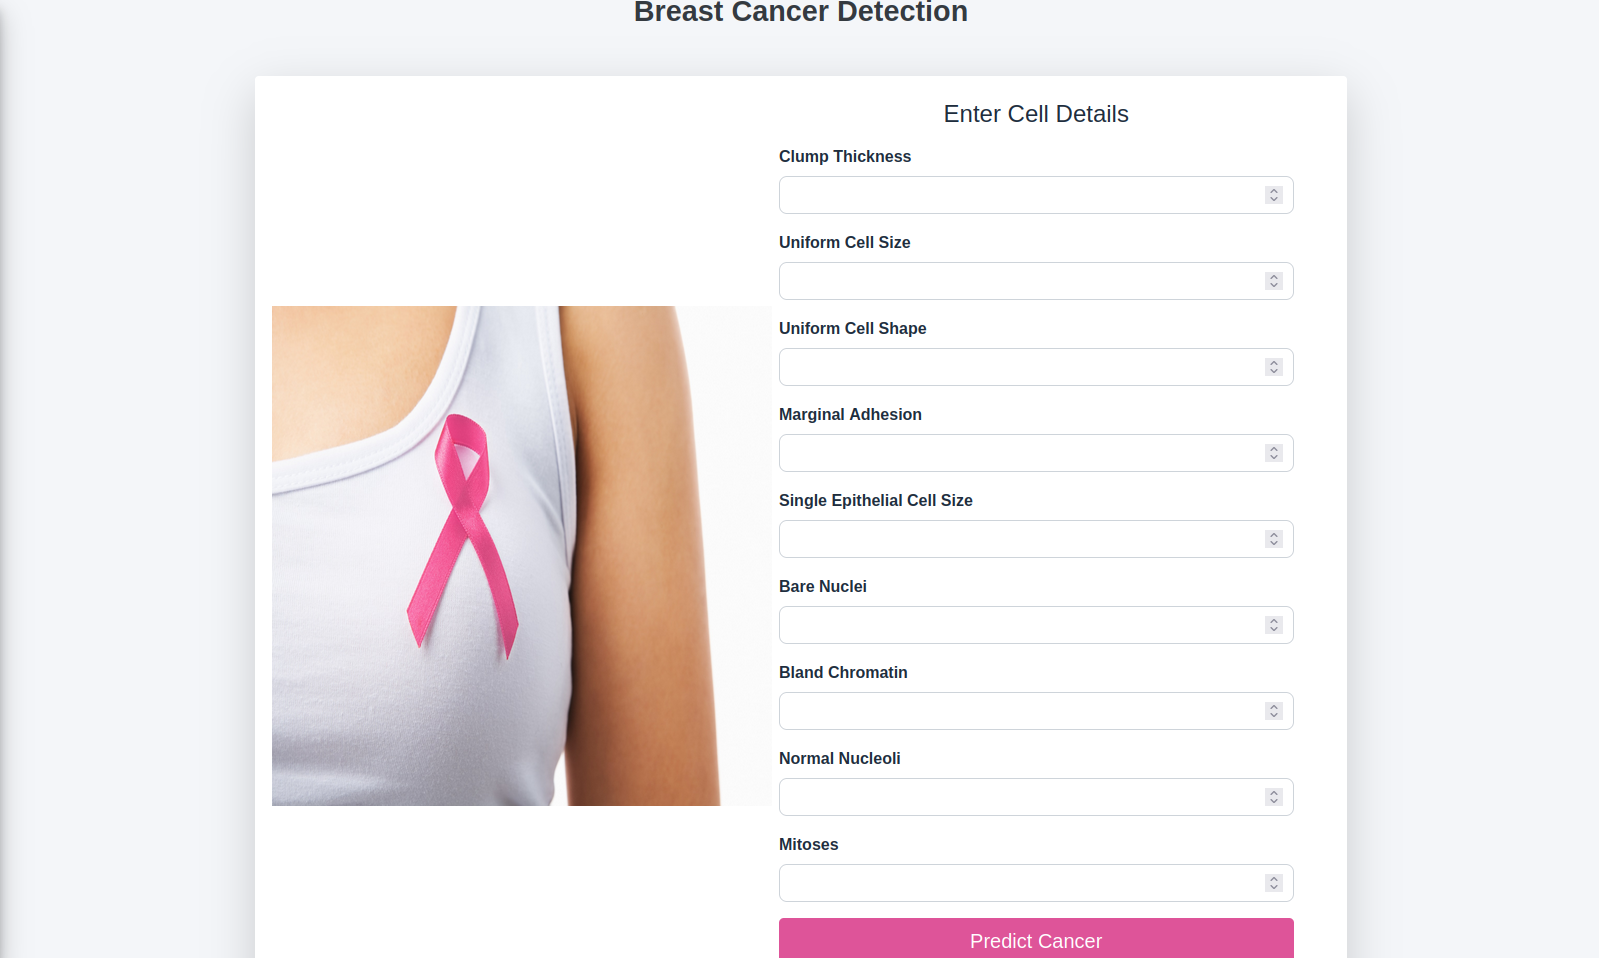 Breast Cancer Detection
Enter Cell Details
Clump Thickness
Uniform Cell Size
Uniform Cell Shape
Marginal Adhesion
Single Epithelial Cell Size
Bare Nuclei
Bland Chromatin
Normal Nucleoli
Mitoses
Predict Cancer